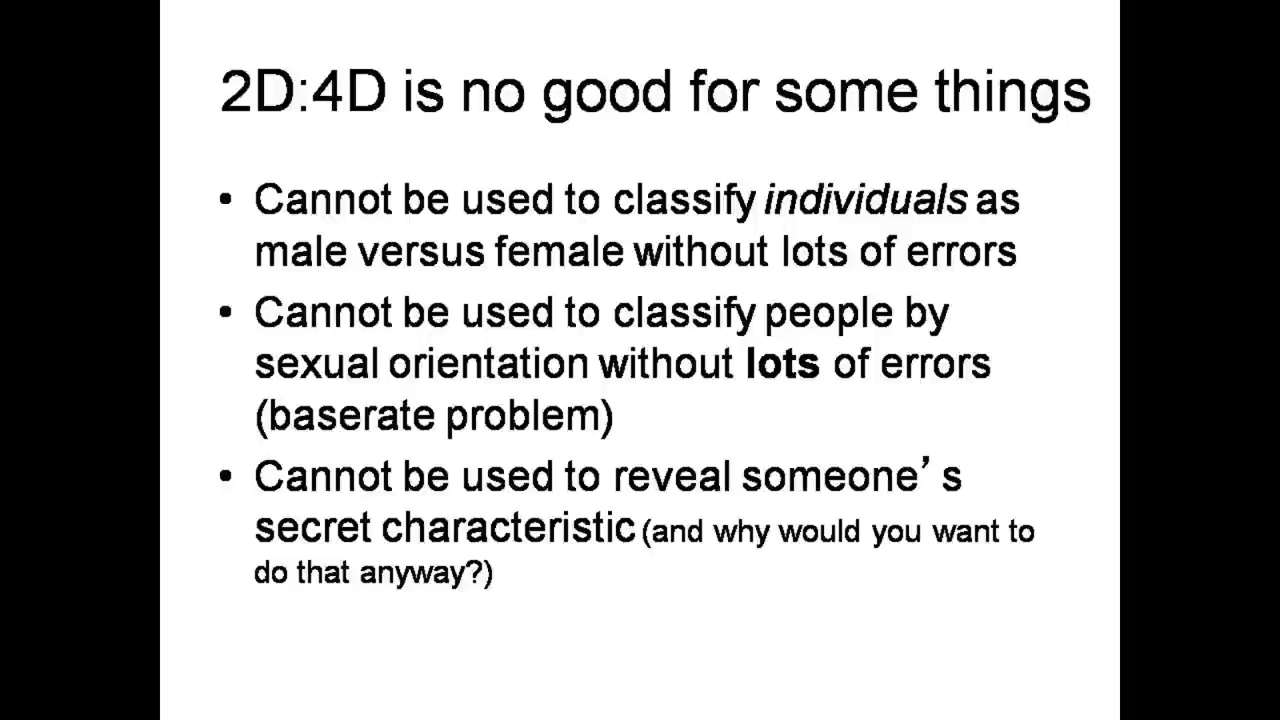 2D:4D is no good for some things
• Cannot be used to classify individuals as
male versus female without lots of errors
• Cannot be used to classify people by
sexual orientation without lots of errors
(baserate problem)
• Cannot be used to reveal someone’s
secret characteristic (and why would you want to
do that anyway?)